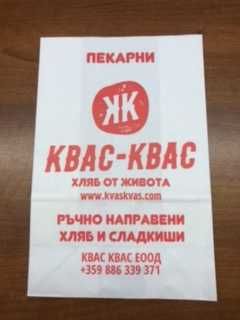 ПЕКАРНИ
КК
КВАС-КВАС
ХЛЯБ ОТ ЖИВОТА
www.kvaskvas.com
РЪЧНО НАПРАВЕНИ
ХЛЯБ И СЛАДКИШИ
КВАС КВАС ЕООД
+359 886 339 371